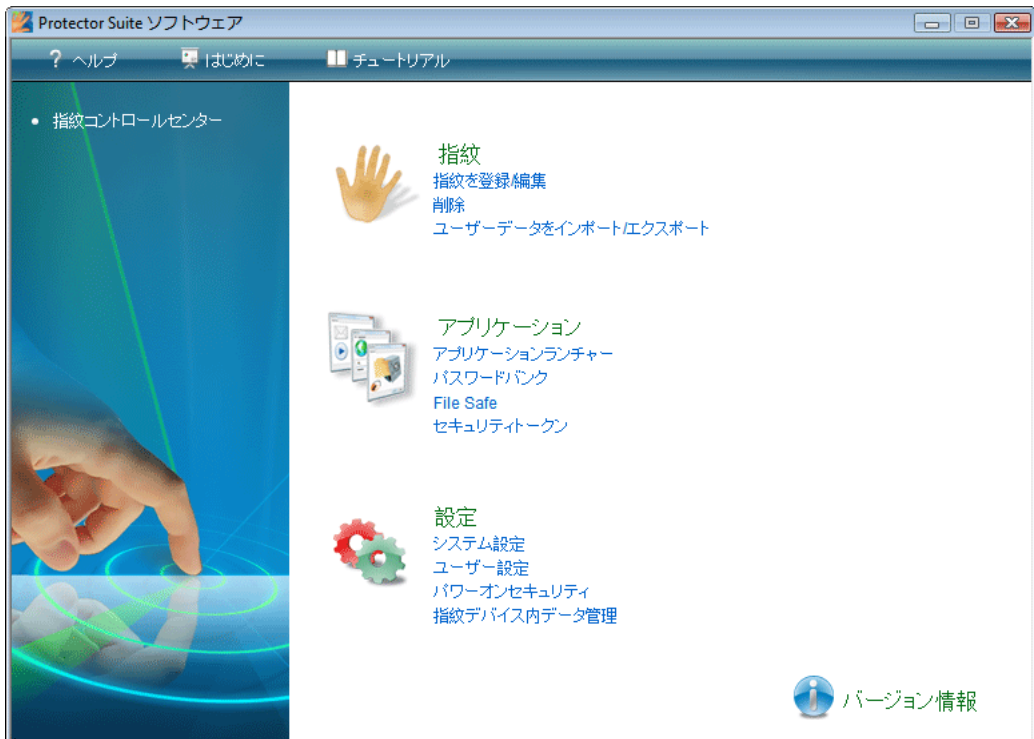 Protector Suite ソフトウェア
? ヘルプ はじめに チュートリアル
• 指紋コントロールセンター
指紋
指紋を登録/編集
削除
ユーザーデータをインポート/エクスポート
アプリケーション
アプリケーションランチャー
パスワードバンク
File Safe
セキュリティトークン
設定
システム設定
ユーザー設定
パワーオンセキュリティ
指紋デバイス内データ管理
バージョン情報